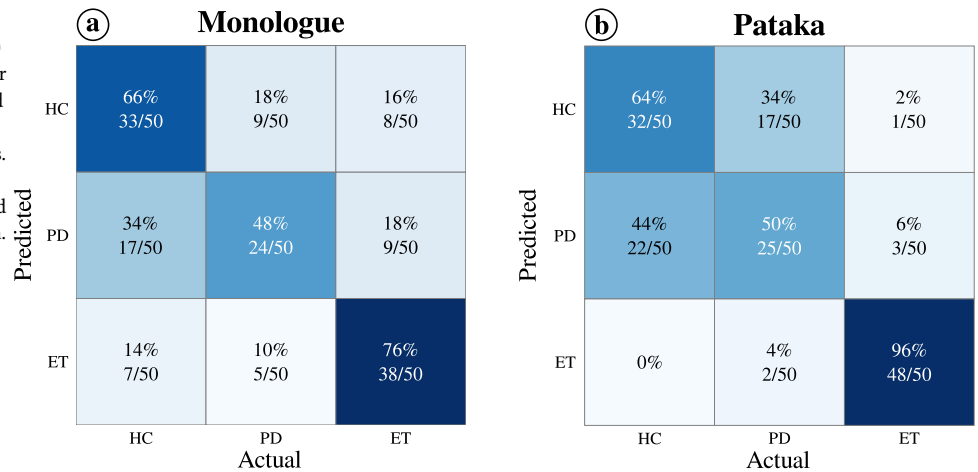 a Monologue
HC
66% 18% 16%
33/50 9/50 8/50
PD
34% 48% 18%
17/50 24/50 9/50
ET
14% 10% 76%
7/50 5/50 38/50
HC PD ET
Actual
Predicted
b Pataka
HC
64% 34% 2%
32/50 17/50 1/50
PD
44% 50% 6%
22/50 25/50 3/50
ET
0% 4% 96%
2/50 48/50
HC PD ET
Actual
Predicted